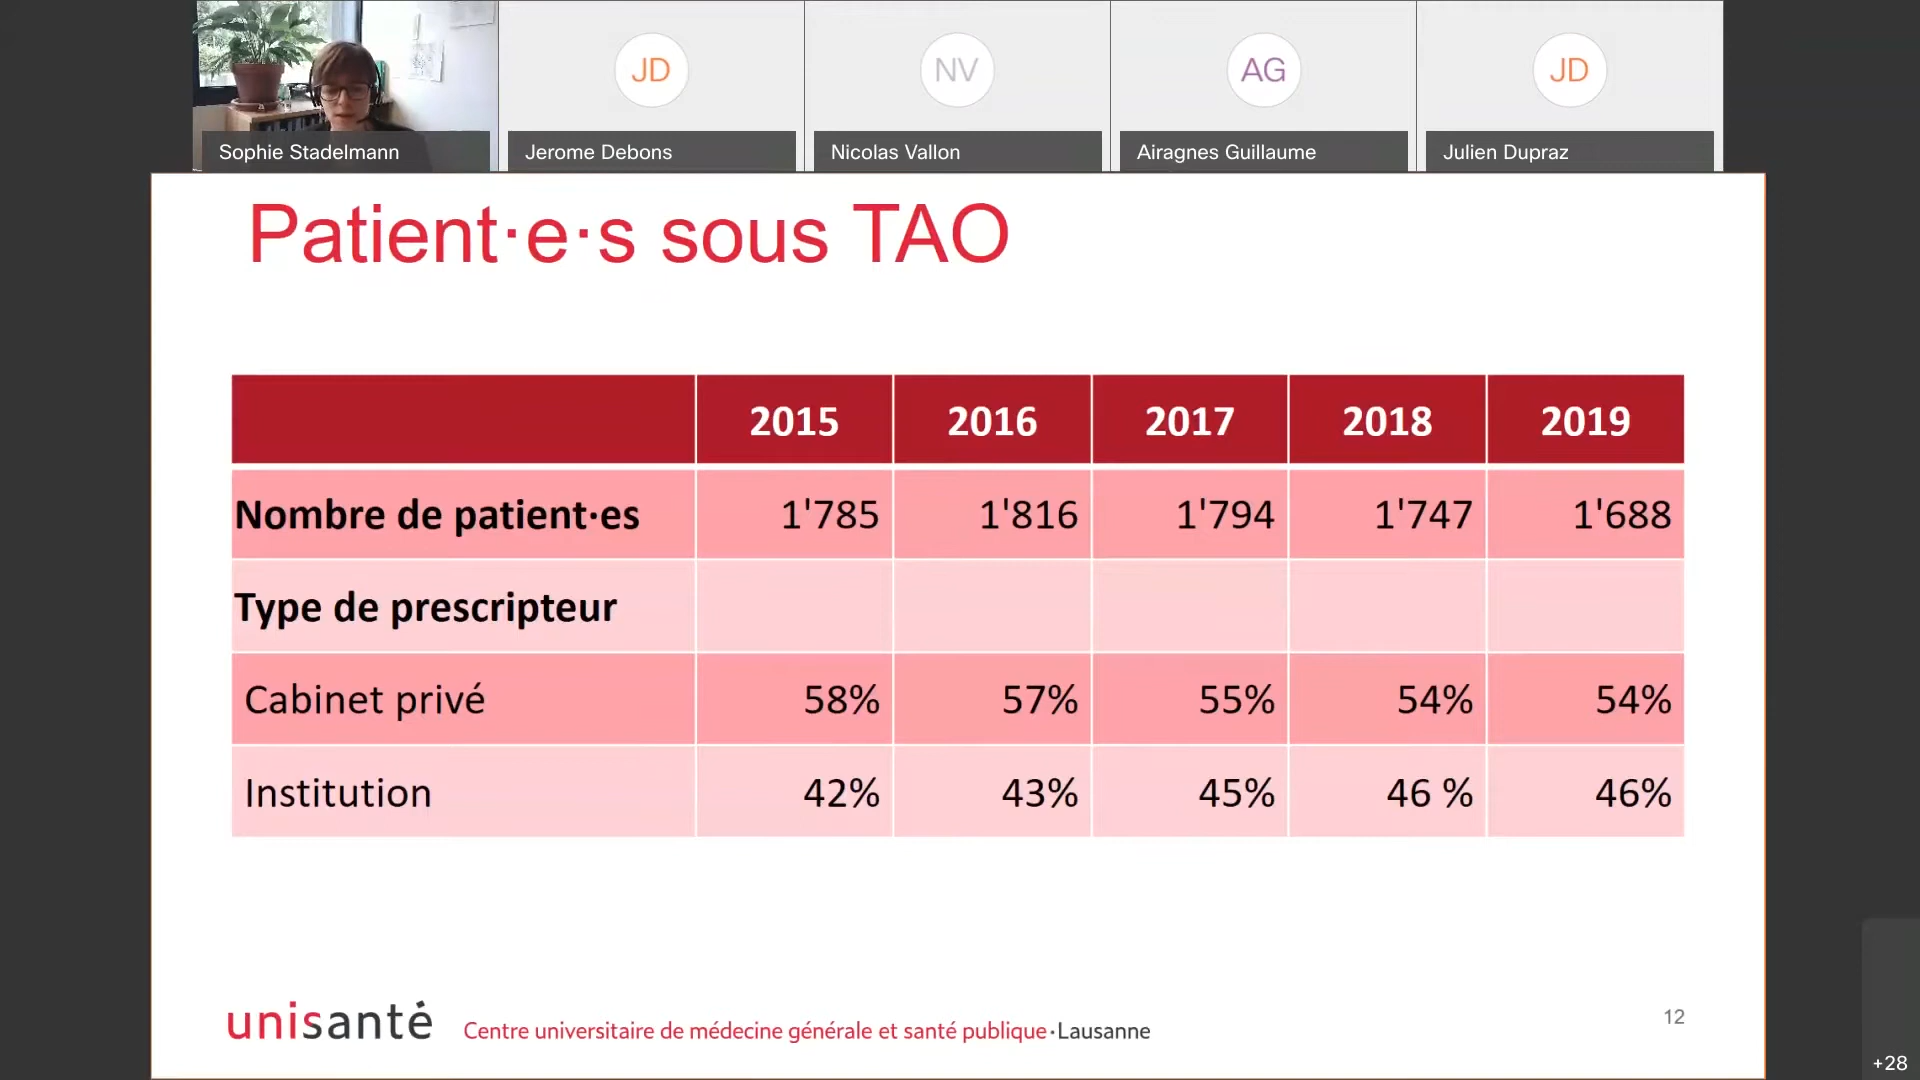 JD
NV
AG
JD
Sophie Stadelmann
Jerome Debons
Nicolas Vallon
Airagnes Guillaume
Julien Dupraz
Patient·e·s sous TAO
2015 2016 2017 2018 2019
Nombre de patient·es 1'785 1'816 1'794 1'747 1'688
Type de prescripteur
Cabinet privé 58% 57% 55% 54% 54%
Institution 42% 43% 45% 46 % 46%
unisanté Centre universitaire de médecine générale et santé publique·Lausanne
12
+28